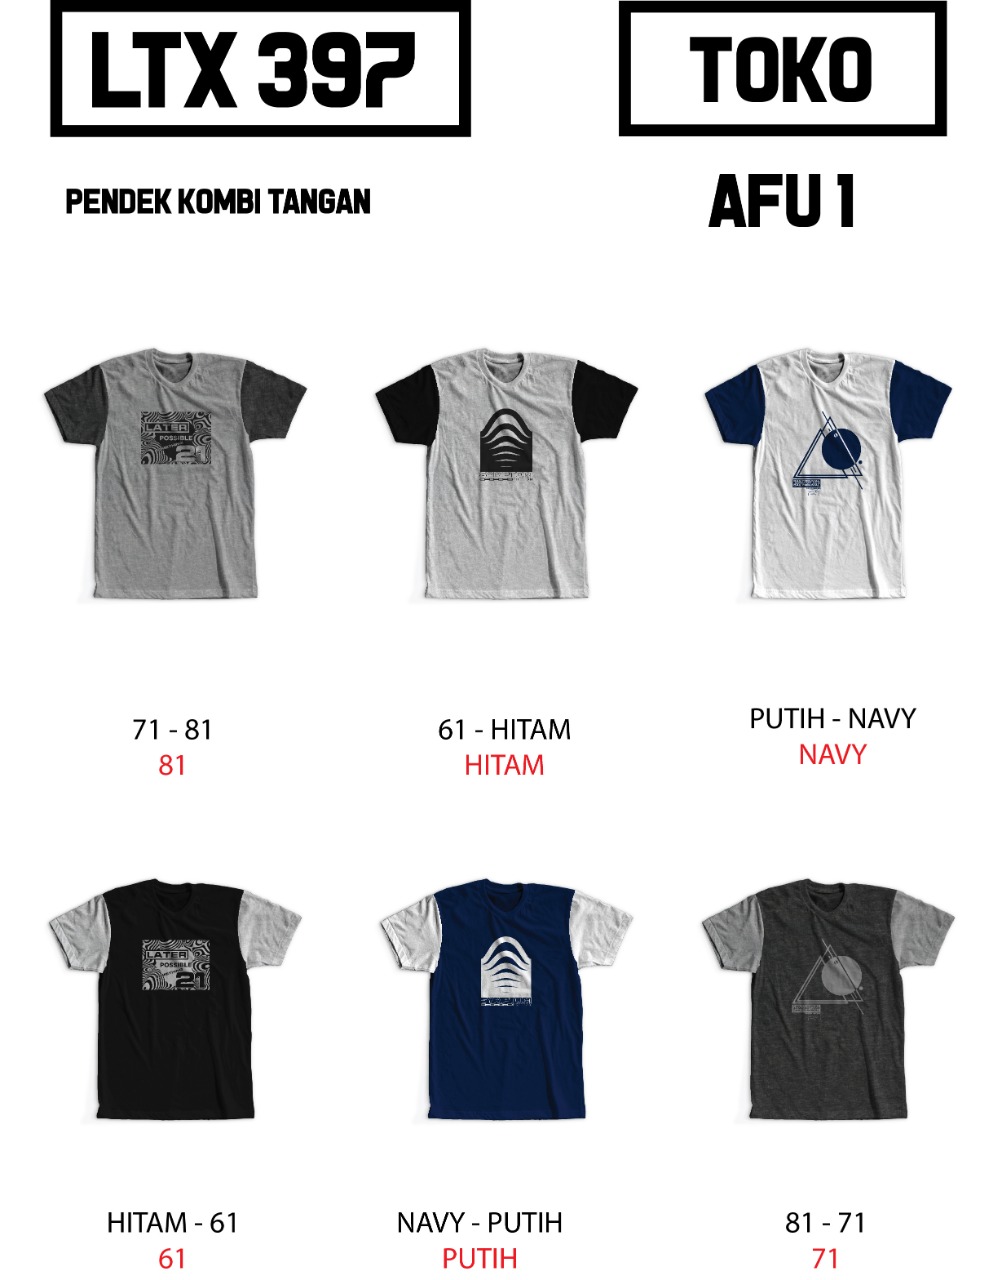 LTX 397
TOKO
PENDEK KOMBI TANGAN
AFU 1
LATER
POSSIBLE
21
71 - 81
81
61 - HITAM
HITAM
PUTIH - NAVY
NAVY
LATER
POSSIBLE
21
HITAM - 61
61
NAVY - PUTIH
PUTIH
81 - 71
71